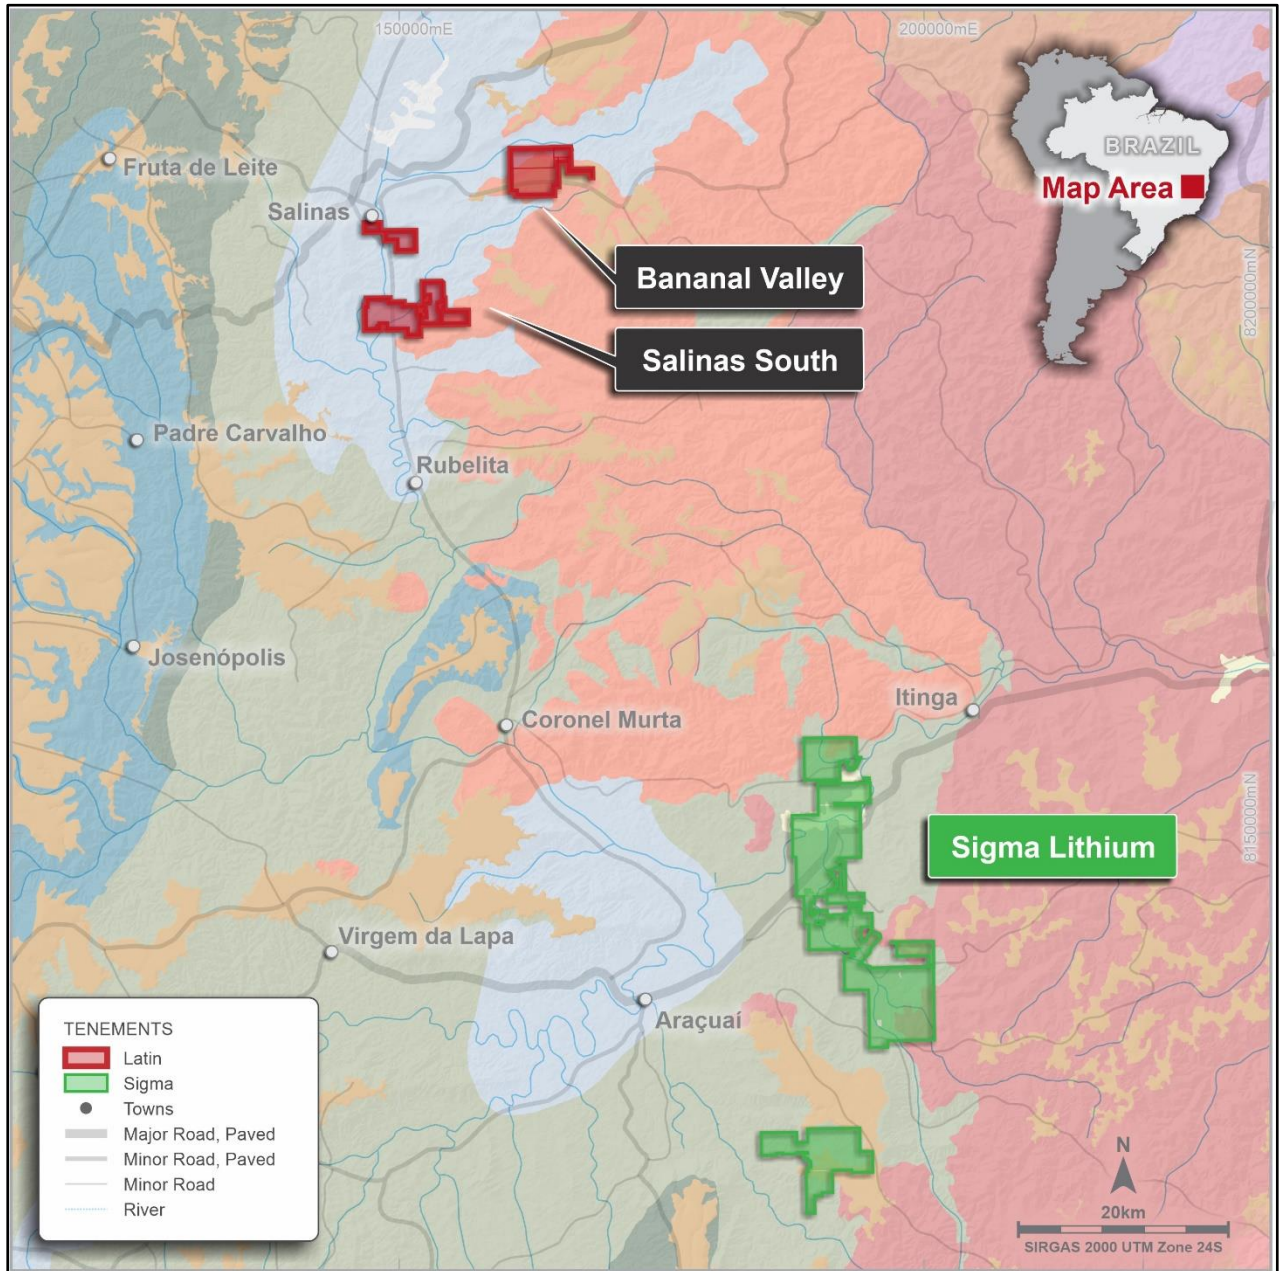 150000mE
200000mE
BRAZIL
Map Area
Fruta de Leite
Salinas
Bananal Valley
8200000mN
Salinas South
Padre Carvalho
Rubelita
Josenópolis
Itinga
Coronel Murta
8150000mN
Sigma Lithium
Virgem da Lapa
Araçuaí
TENEMENTS
Latin
Sigma
Towns
Major Road, Paved
Minor Road, Paved
Minor Road
River
N
20km
SIRGAS 2000 UTM Zone 24S